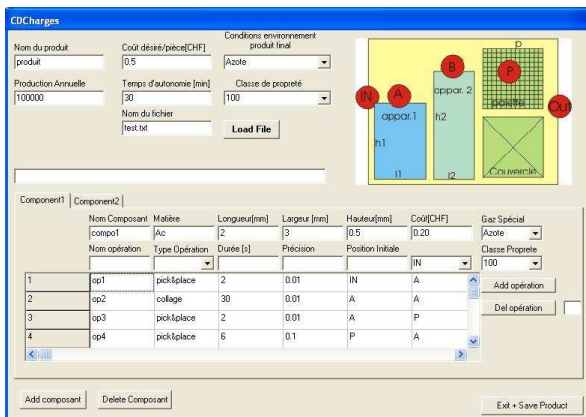 CDCharges
Nom du produit
Coût désiré/pièce[CHF]
Conditions environnement
produit final
produit
0.5
Azote
Production Annuelle
Temps d'autonomie [min]
Classe de propreté
100000
30
100
Nom du fichier
test.txt
Load File
IN
A
B
P
Out
p
appar.1
appar. 2
palette
h1
h2
l1
l2
Couvercle
Component1
Component2
Nom Composant
Matière
Longueur[mm]
Largeur [mm]
Hauteur[mm]
Coût[CHF]
Gaz Spécial
compo1
Ac
2
3
0.5
0.20
Azote
Nom opération
Type Opération
Durée [s]
Précision
Position Initiale
Classe Proprete
IN
100
1 op1 pick&place 2 0.01 IN A
2 op2 collage 30 0.01 A A
3 op3 pick&place 2 0.01 A P
4 op4 pick&place 6 0.1 P A
Add opération
Del opération
Add composant
Delete Composant
Exit + Save Product